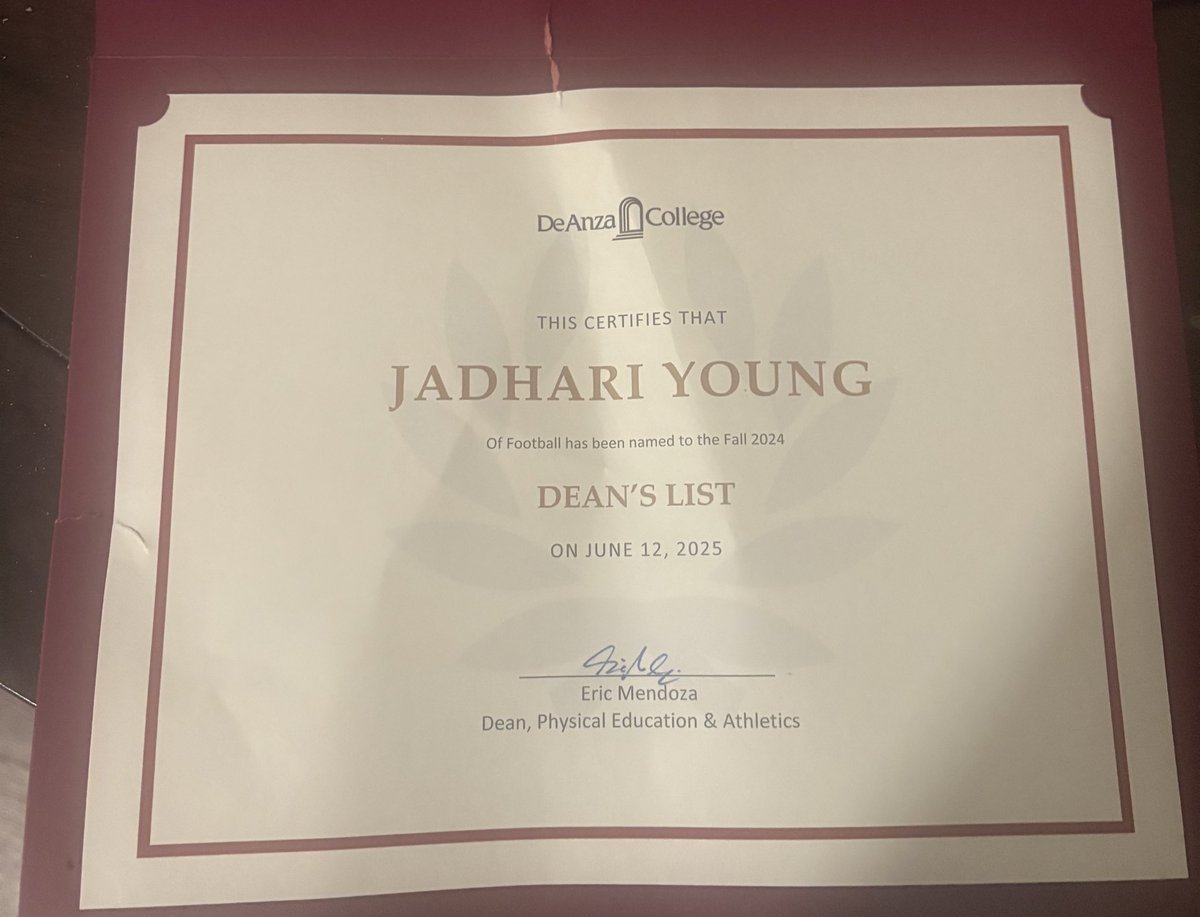 DeAnza College
THIS CERTIFIES THAT
JADHARI YOUNG
Of Football has been named to the Fall 2024
DEAN'S LIST
ON JUNE 12, 2025
Eric Mendoza
Dean, Physical Education & Athletics